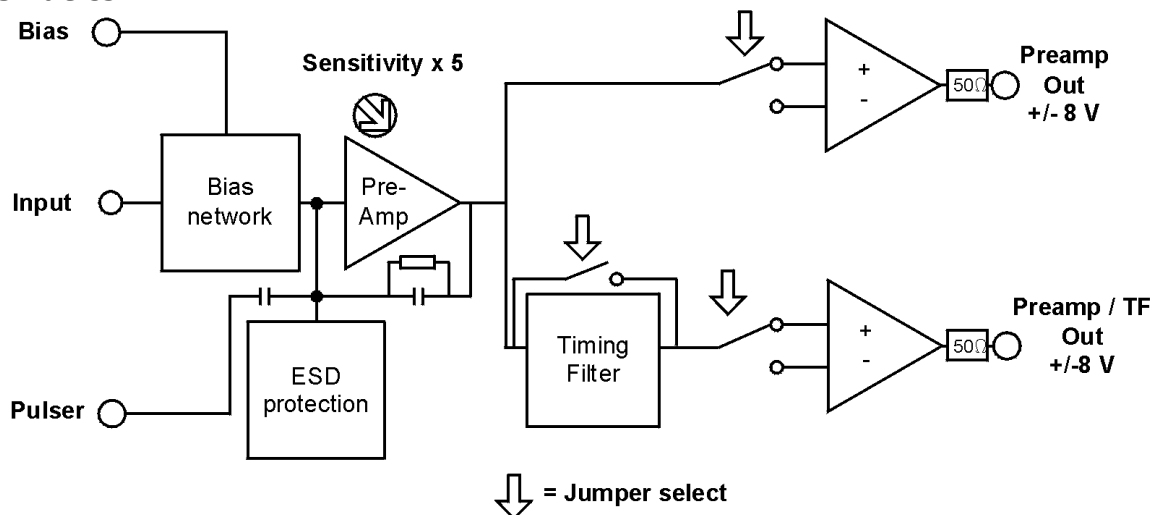 Bias
Sensitivity x 5
+
-
50Ω
Preamp
Out
+/- 8 V
Input
Bias
network
Pre-
Amp
Pulser
ESD
protection
Timing
Filter
+
-
50Ω
Preamp / TF
Out
+/-8 V
= Jumper select